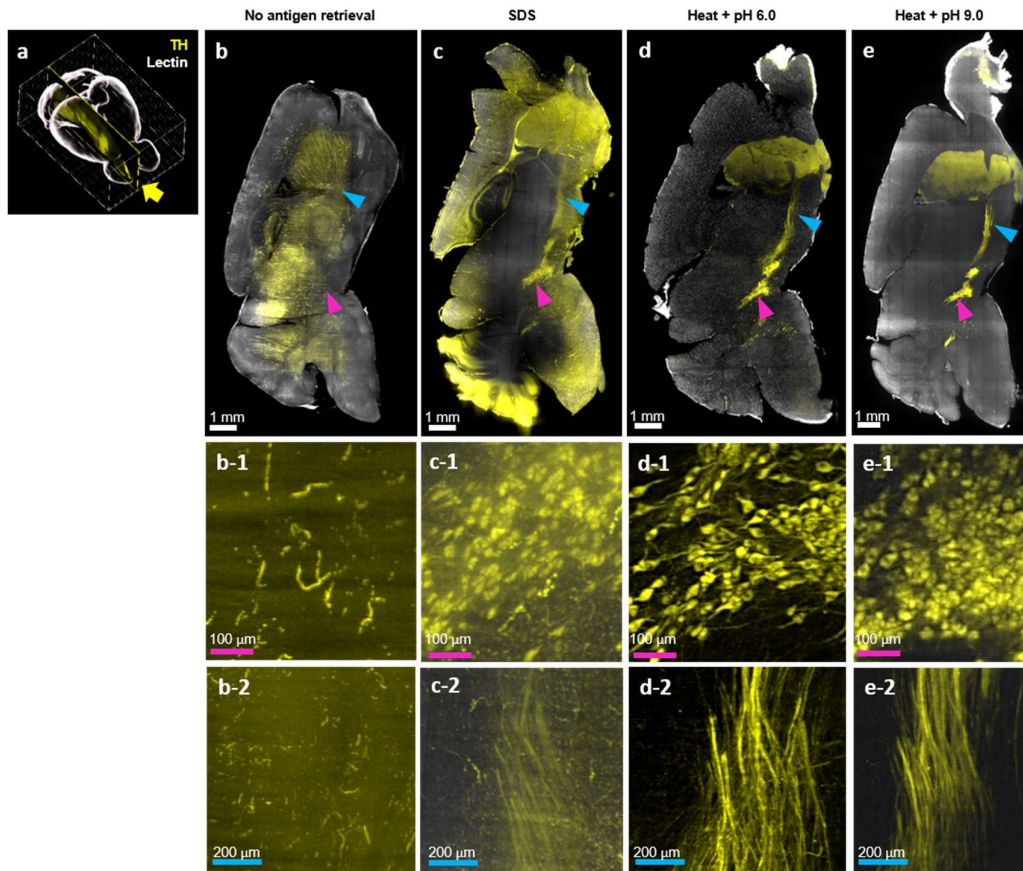 No antigen retrieval
SDS
Heat + pH 6.0
Heat + pH 9.0
a
TH
Lectin
b
c
d
e
1 mm
1 mm
1 mm
1 mm
b-1
c-1
d-1
e-1
100 µm
100 µm
100 µm
100 µm
b-2
c-2
d-2
e-2
200 µm
200 µm
200 µm
200 µm